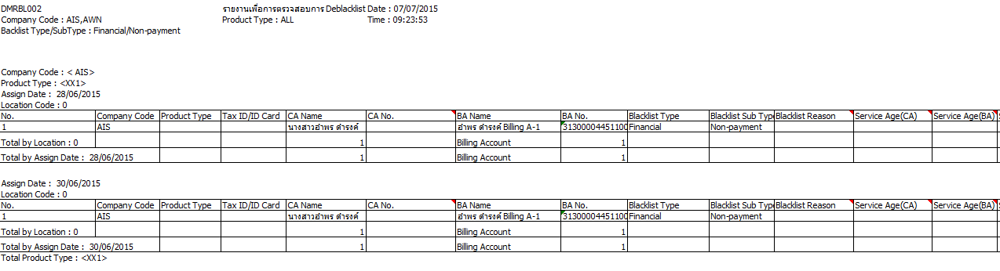 DMRBL002 รายงานเพื่อการตรวจสอบการ Deblacklist Date : 07/07/2015
Company Code : AIS,AWN Product Type : ALL Time : 09:23:53
Backlist Type/SubType : Financial/Non-payment
Company Code : < AIS>
Product Type : <XX1>
Assign Date : 28/06/2015
Location Code : 0
No. Company Code Product Type Tax ID/ID Card CA Name CA No. BA Name BA No. Blacklist Type Blacklist Sub Typ Blacklist Reason Service Age(CA) Service Age(BA)
1 AIS นางสาวอำพร ดำรงค์ อำพร ดำรงค์ Billing A-1 31300004451100 Financial Non-payment
Total by Location : 0 1 Billing Account 1
Total by Assign Date : 28/06/2015 1 Billing Account 1
Assign Date : 30/06/2015
Location Code : 0
No. Company Code Product Type Tax ID/ID Card CA Name CA No. BA Name BA No. Blacklist Type Blacklist Sub Typ Blacklist Reason Service Age(CA) Service Age(BA)
1 AIS นางสาวอำพร ดำรงค์ อำพร ดำรงค์ Billing A-1 31300004451100 Financial Non-payment
Total by Location : 0 1 Billing Account 1
Total by Assign Date : 30/06/2015 1 Billing Account 1
Total Product Type : <XX1>